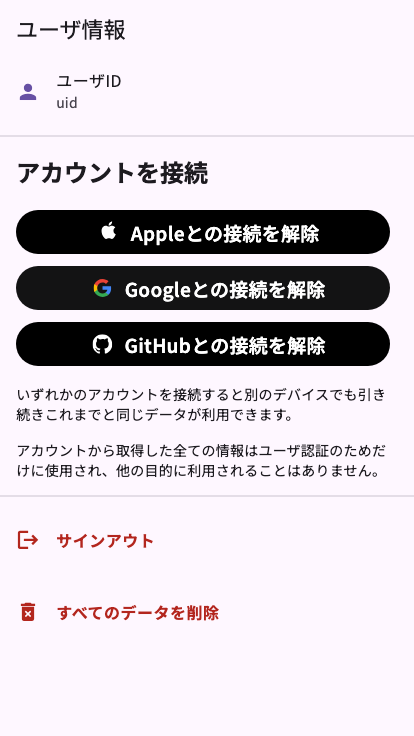 ユーザ情報
ユーザID
uid
アカウントを接続
Appleとの接続を解除
Googleとの接続を解除
GitHubとの接続を解除
いずれかのアカウントを接続すると別のデバイスでも引き
続きこれまでと同じデータが利用できます。
アカウントから取得した全ての情報はユーザ認証のためだ
けに使用され、他の目的に利用されることはありません。
サインアウト
すべてのデータを削除